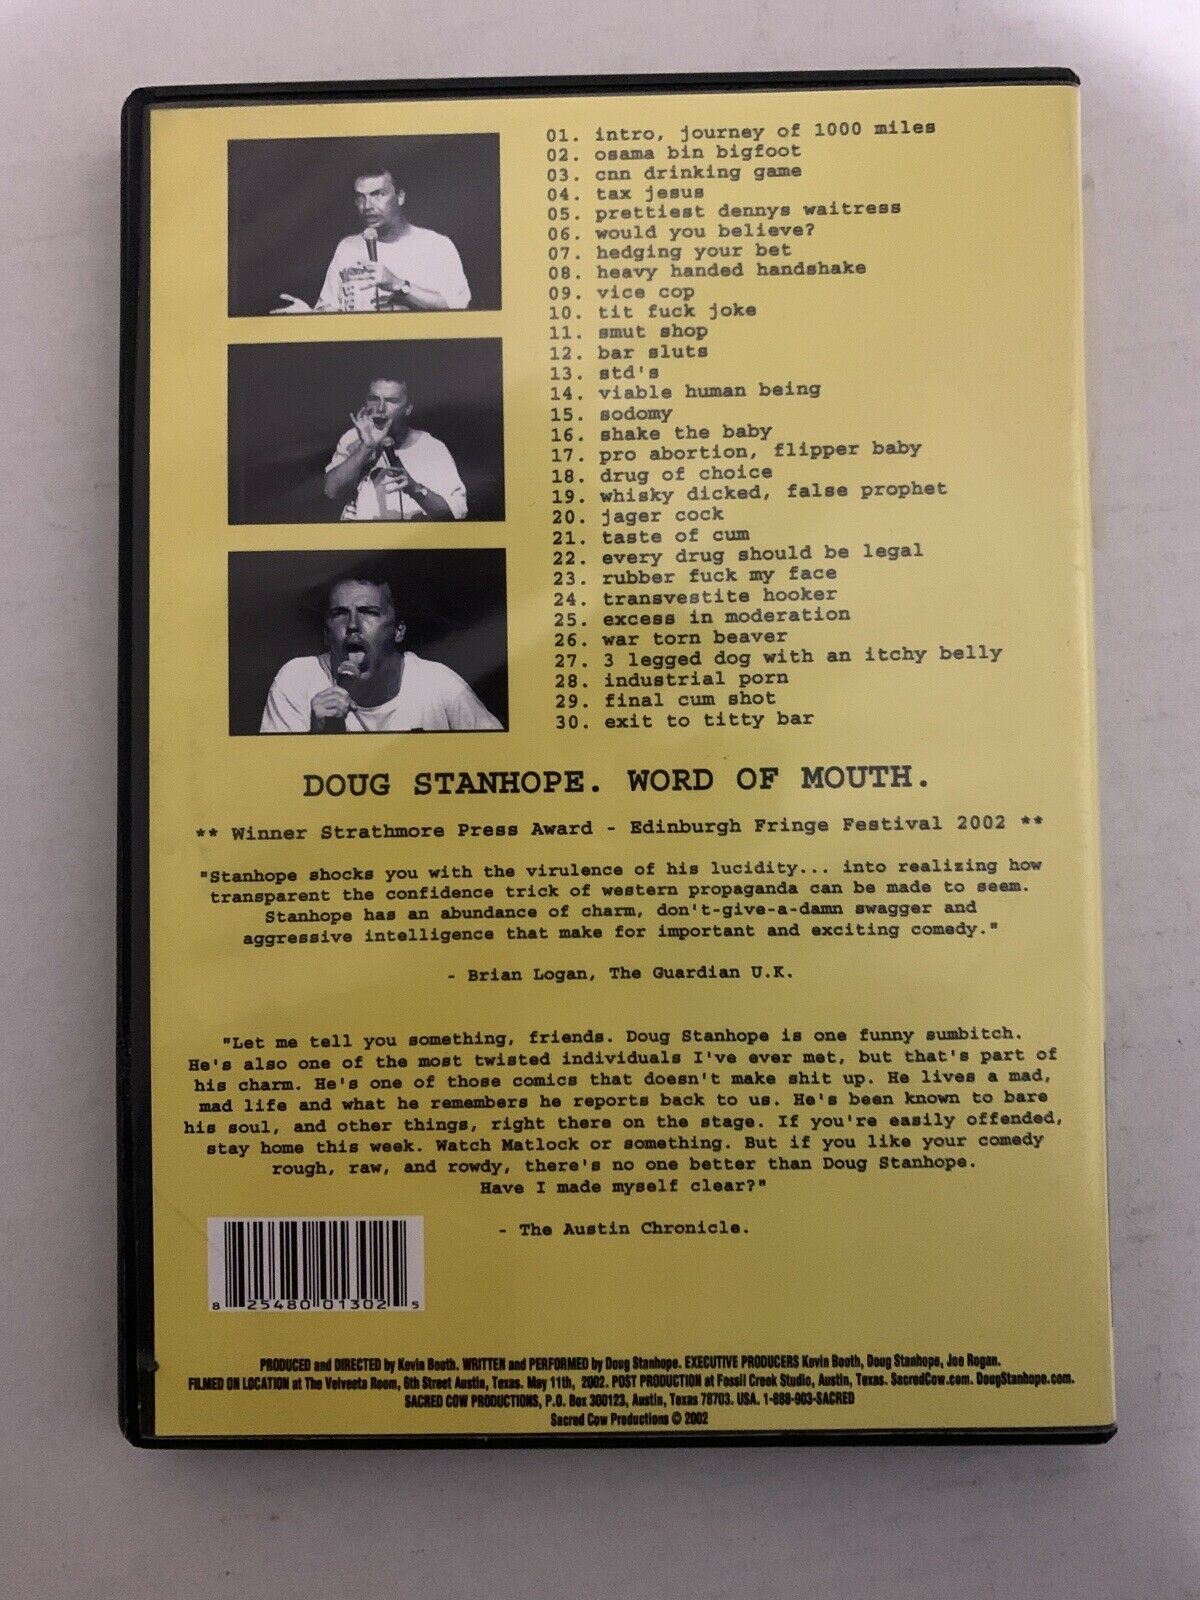 01. intro, journey of 1000 miles
02. osama bin bigfoot
03. cnn drinking game
04. tax jesus
05. prettiest dennys waitress
06. would you believe?
07. hedging your bet
08. heavy handed handshake
09. vice cop
10. tit fuck joke
11. smut shop
12. bar sluts
13. std's
14. viable human being
15. sodomy
16. shake the baby
17. pro abortion, flipper baby
18. drug of choice
19. whisky dicked, false prophet
20. jager cock
21. taste of cum
22. every drug should be legal
23. rubber fuck my face
24. transvestite hooker
25. excess in moderation
26. war torn beaver
27. 3 legged dog with an itchy belly
28. industrial porn
29. final cum shot
30. exit to titty bar
DOUG STANHOPE. WORD OF MOUTH.
** Winner Strathmore Press Award - Edinburgh Fringe Festival 2002 **
"Stanhope shocks you with the virulence of his lucidity... into realizing how
transparent the confidence trick of western propaganda can be made to seem.
Stanhope has an abundance of charm, don't-give-a-damn swagger and
aggressive intelligence that make for important and exciting comedy."
- Brian Logan, The Guardian U.K.
"Let me tell you something, friends. Doug Stanhope is one funny sumbitch.
He's also one of the most twisted individuals I've ever met, but that's part of
his charm. He's one of those comics that doesn't make shit up. He lives a mad,
mad life and what he remembers he reports back to us. He's been known to bare
his soul, and other things, right there on the stage. If you're easily offended,
stay home this week. Watch Matlock or something. But if you like your comedy
rough, raw, and rowdy, there's no one better than Doug Stanhope.
Have I made myself clear?"
- The Austin Chronicle.
8 25480 01302 5
PRODUCED and DIRECTED by Kevin Booth. WRITTEN and PERFORMED by Doug Stanhope. EXECUTIVE PRODUCERS Kevin Booth, Doug Stanhope, Joe Rogan.
FILMED ON LOCATION at The Velveeta Room, 6th Street Austin, Texas. May 11th, 2002. POST PRODUCTION at Fossil Creek Studio, Austin, Texas. SacredCow.com. DougStanhope.com.
SACRED COW PRODUCTIONS, P.O. Box 300123, Austin, Texas 78703. USA. 1-888-903-SACRED
Sacred Cow Productions © 2002